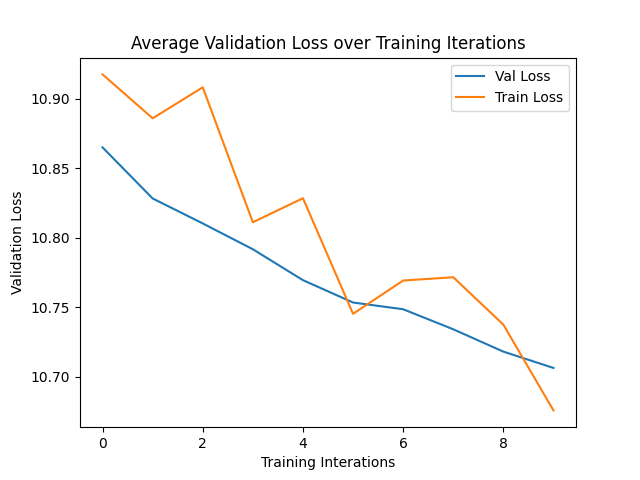 Average Validation Loss over Training Iterations
Val Loss
Train Loss
Validation Loss
10.90
10.85
10.80
10.75
10.70
0 2 4 6 8
Training Interations